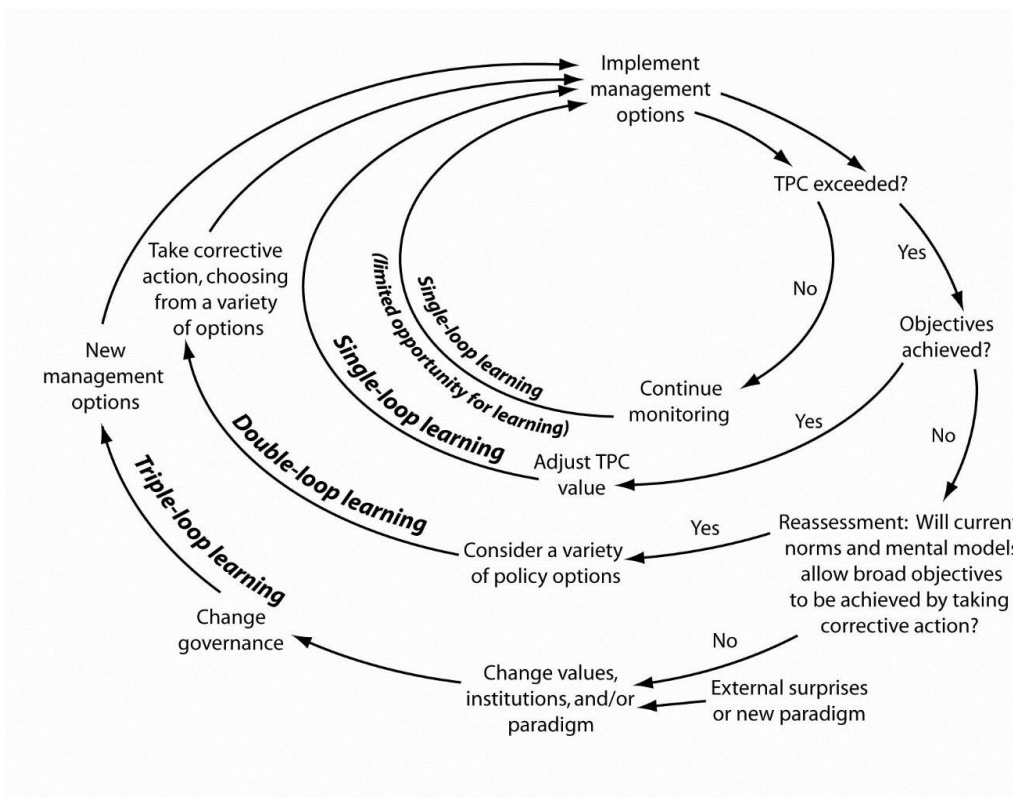 Implement
management
options
TPC exceeded?
Yes
No
Objectives
achieved?
Take corrective
action, choosing
from a variety
of options
New
management
options
Single-loop learning
(limited opportunity for learning)
Continue
monitoring
Single-loop learning
Adjust TPC
value
Yes
No
Double-loop learning
Consider a variety
of policy options
Yes
Reassessment: Will current
norms and mental models
allow broad objectives
to be achieved by taking
corrective action?
Triple-loop learning
Change
governance
No
Change values,
institutions, and/or
paradigm
External surprises
or new paradigm